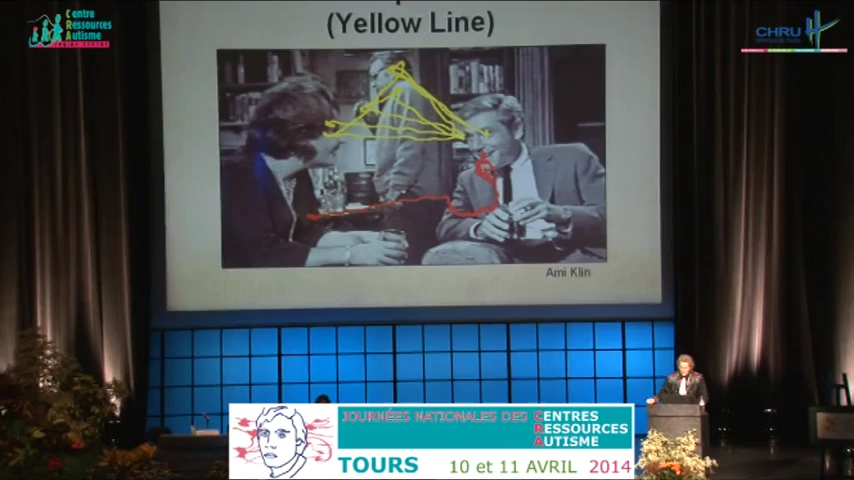 Centre
Ressources
Autisme
CHRU
(Yellow Line)
Ami Klin
JOURNÉES NATIONALES DES CENTRES
RESSOURCES
AUTISME
TOURS 10 et 11 AVRIL 2014